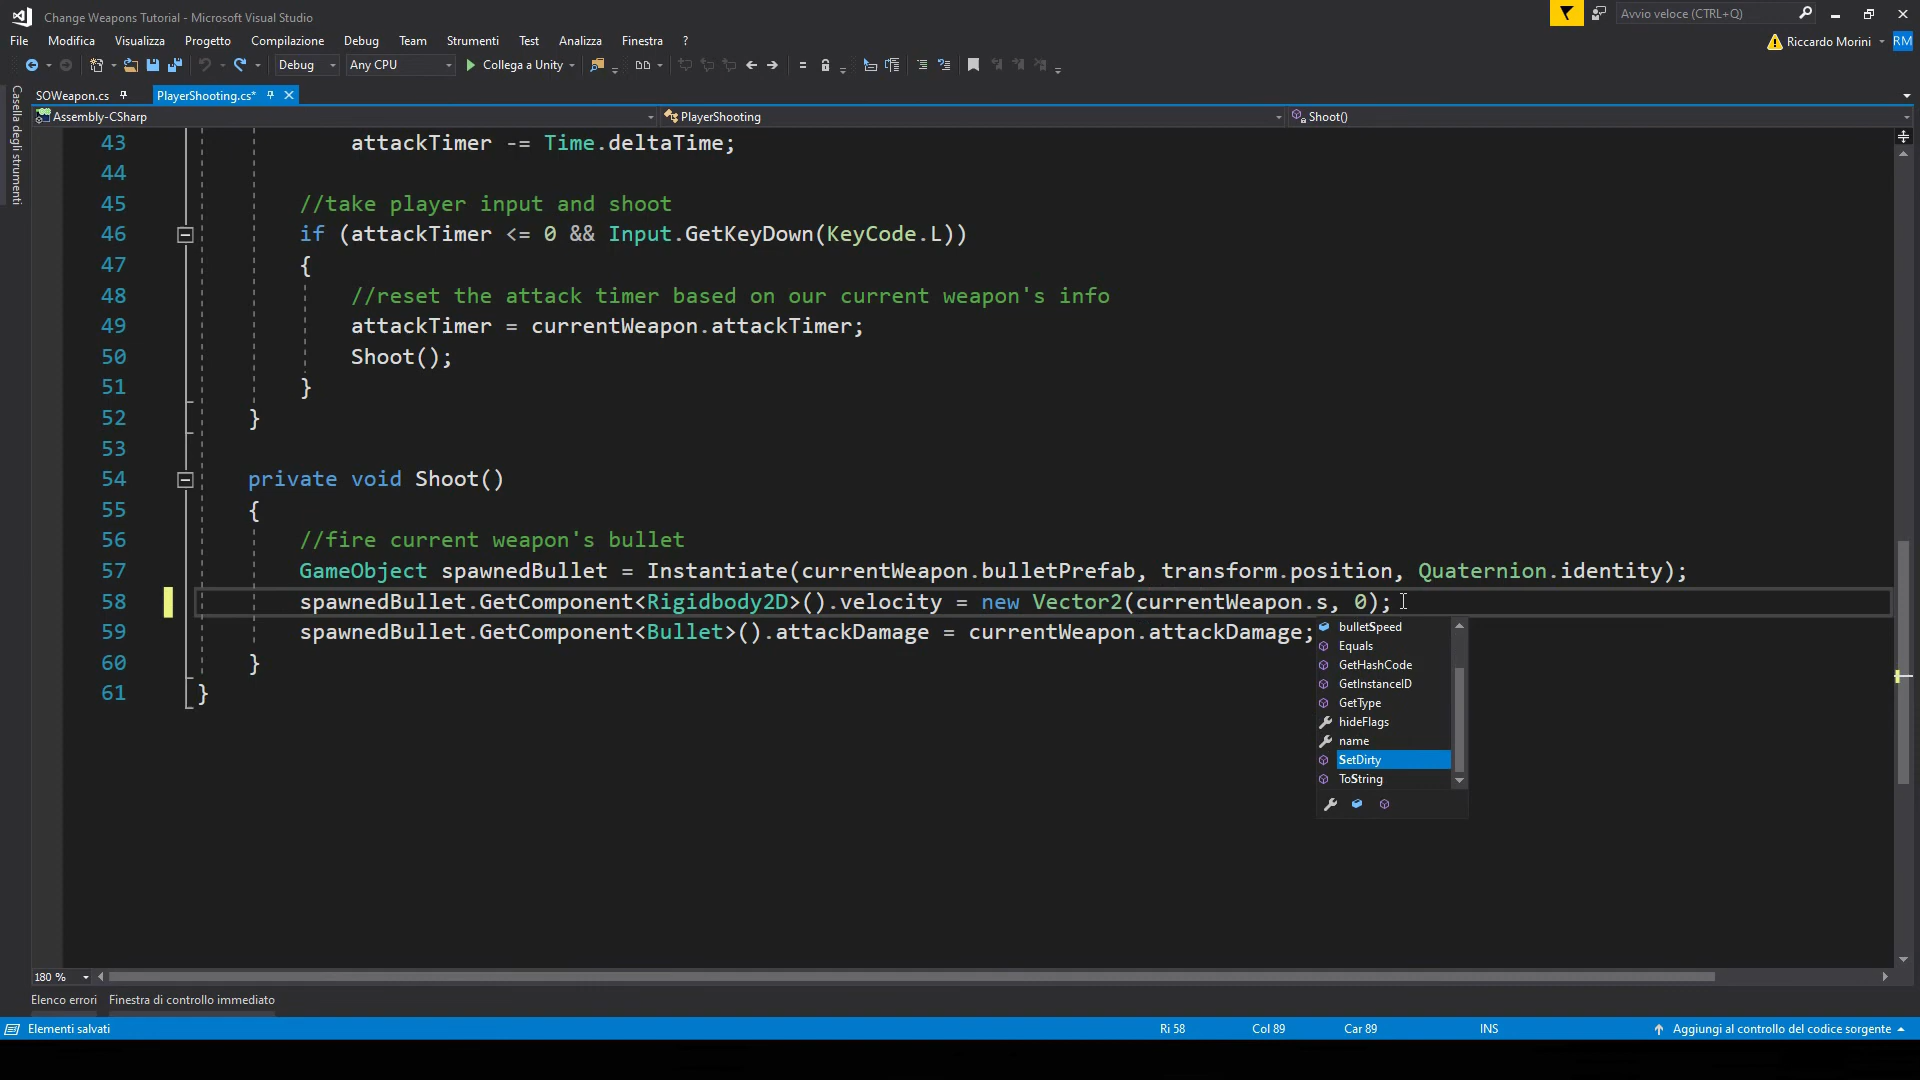 Change Weapons Tutorial - Microsoft Visual Studio
Avvio veloce (CTRL+Q)
File Modifica Visualizza Progetto Compilazione Debug Team Strumenti Test Analizza Finestra ?
Riccardo Morini RM
Debug Any CPU Collega a Unity
Casella degli strumenti
SOWeapon.cs PlayerShooting.cs*
Assembly-CSharp PlayerShooting Shoot()
43 attackTimer -= Time.deltaTime;
44
45 //take player input and shoot
46 if (attackTimer <= 0 && Input.GetKeyDown(KeyCode.L))
47 {
48 //reset the attack timer based on our current weapon's info
49 attackTimer = currentWeapon.attackTimer;
50 Shoot();
51 }
52 }
53
54 private void Shoot()
55 {
56 //fire current weapon's bullet
57 GameObject spawnedBullet = Instantiate(currentWeapon.bulletPrefab, transform.position, Quaternion.identity);
58 spawnedBullet.GetComponent<Rigidbody2D>().velocity = new Vector2(currentWeapon.s, 0);
59 spawnedBullet.GetComponent<Bullet>().attackDamage = currentWeapon.attackDamage;
60 }
61 }
bulletSpeed
Equals
GetHashCode
GetInstanceID
GetType
hideFlags
name
SetDirty
ToString
180 %
Elenco errori Finestra di controllo immediato
Elementi salvati Ri 58 Col 89 Car 89 INS Aggiungi al controllo del codice sorgente